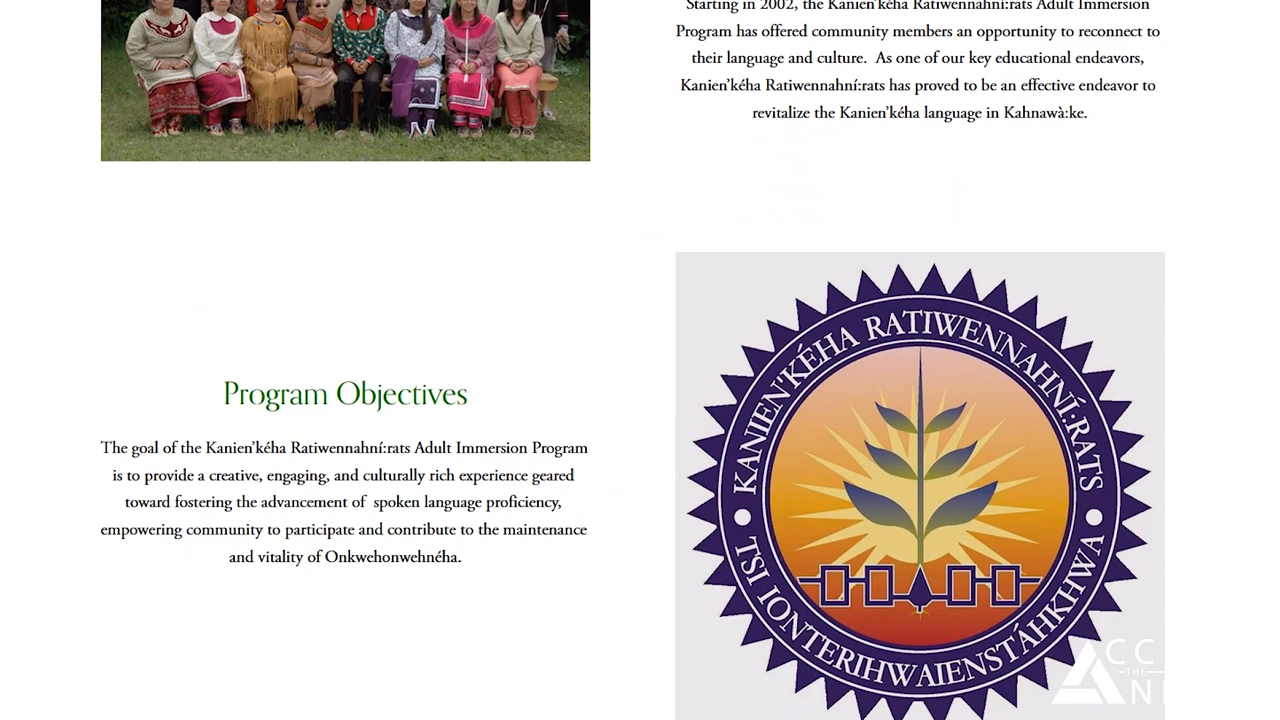 Starting in 2002, the Kanien’kéha Ratiwennahní:rats Adult Immersion
Program has offered community members an opportunity to reconnect to
their language and culture.  As one of our key educational endeavors,
Kanien’kéha Ratiwennahní:rats has proved to be an effective endeavor to
revitalize the Kanien’kéha language in Kahnawà:ke.
Program Objectives
The goal of the Kanien’kéha Ratiwennahní:rats Adult Immersion Program
is to provide a creative, engaging, and culturally rich experience geared
toward fostering the advancement of  spoken language proficiency,
empowering community to participate and contribute to the maintenance
and vitality of Onkwehonwehnéha.
KANIEN'KÉHA RATIWENNAHNÍ:RATS
TSI IONTERIHWAIENSTÁHKHWA
THE